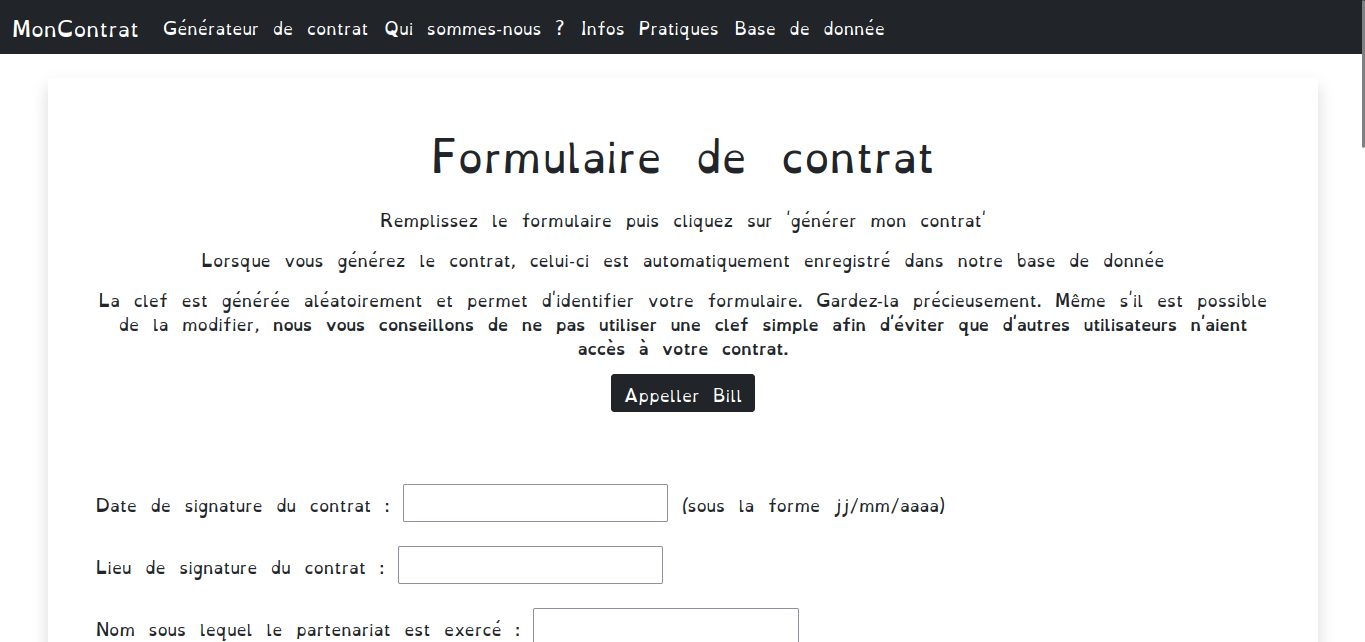 MonContrat Générateur de contrat Qui sommes-nous ? Infos Pratiques Base de donnée
Formulaire de contrat
Remplissez le formulaire puis cliquez sur 'générer mon contrat'
Lorsque vous générez le contrat, celui-ci est automatiquement enregistré dans notre base de donnée
La clef est générée aléatoirement et permet d'identifier votre formulaire. Gardez-la précieusement. Même s'il est possible
de la modifier, nous vous conseillons de ne pas utiliser une clef simple afin d'éviter que d'autres utilisateurs n'aient
accès à votre contrat.
Appeller Bill
Date de signature du contrat : (sous la forme jj/mm/aaaa)
Lieu de signature du contrat :
Nom sous lequel le partenariat est exercé :